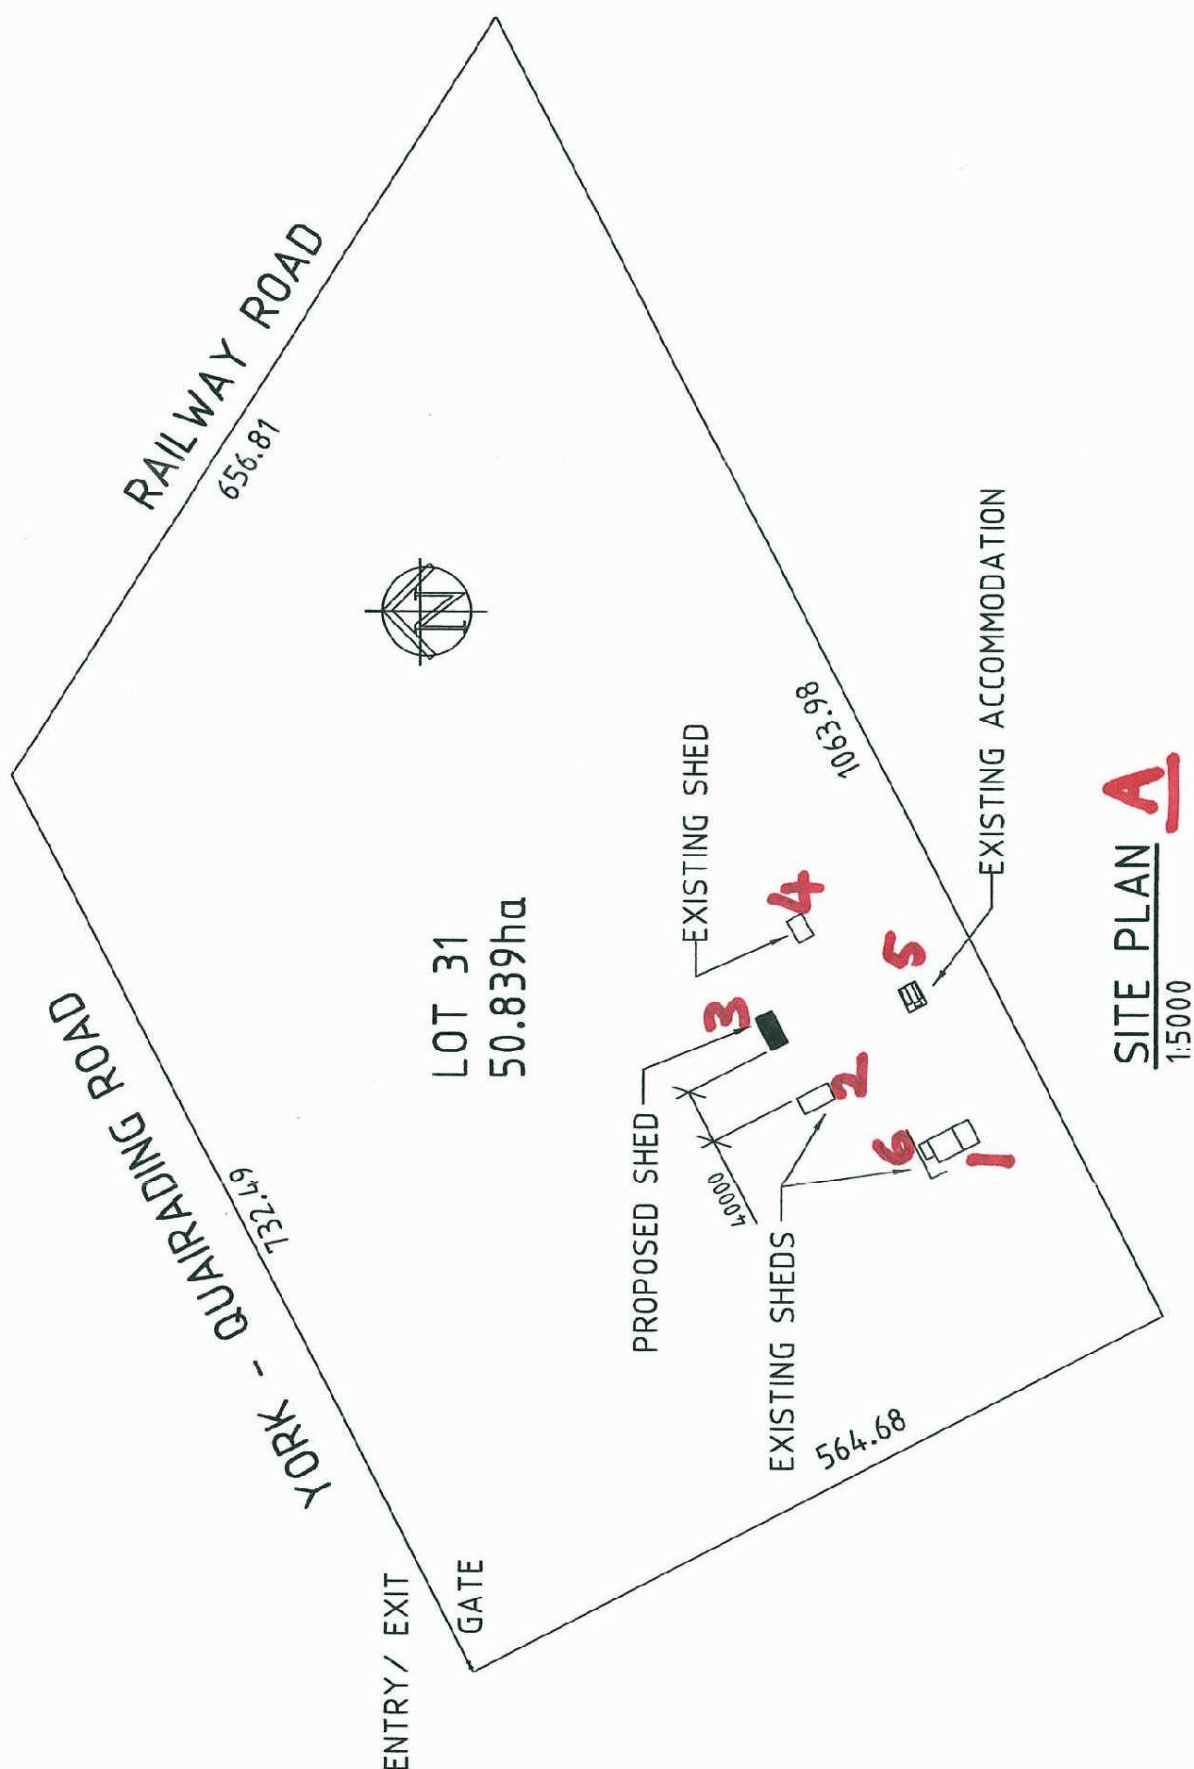 RAILWAY ROAD
656.81
YORK - QUAIRADING ROAD
732.49
N
LOT 31
50.839ha
ENTRY/ EXIT
GATE
PROPOSED SHED
3
EXISTING SHED
4
40000
EXISTING SHEDS
2
6
1
5
564.68
1063.98
EXISTING ACCOMMODATION
SITE PLAN A
1:5000